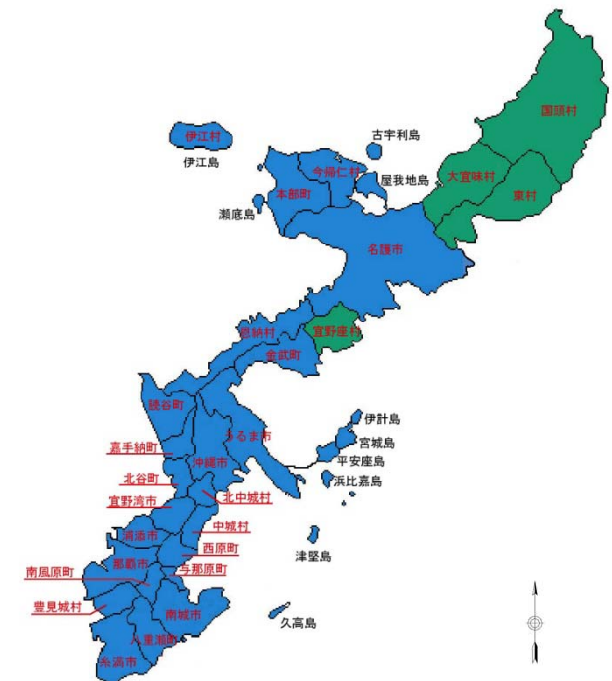 国頭村
伊江村
古宇利島
伊江島
今帰仁村
大宜味村
屋我地島
本部町
東村
瀬底島
名護市
恩納村
宜野座村
金武町
読谷町
伊計島
うるま市
宮城島
嘉手納町
沖縄市
平安座島
北谷町
浜比嘉島
宜野湾市
北中城村
中城村
浦添市
西原町
津堅島
那覇市
与那原町
南風原町
豊見城村
南城市
久高島
八重瀬町
糸満市